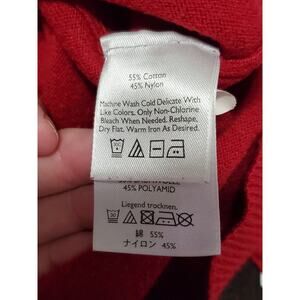 55% Cotton
45% Nylon
Machine Wash Cold Delicate With
Like Colors. Only Non-Chlorine
Bleach When Needed. Reshape,
Dry Flat. Warm Iron As Desired.
45% POLYAMID
Liegend trocknen.
綿 55%
ナイロン 45%